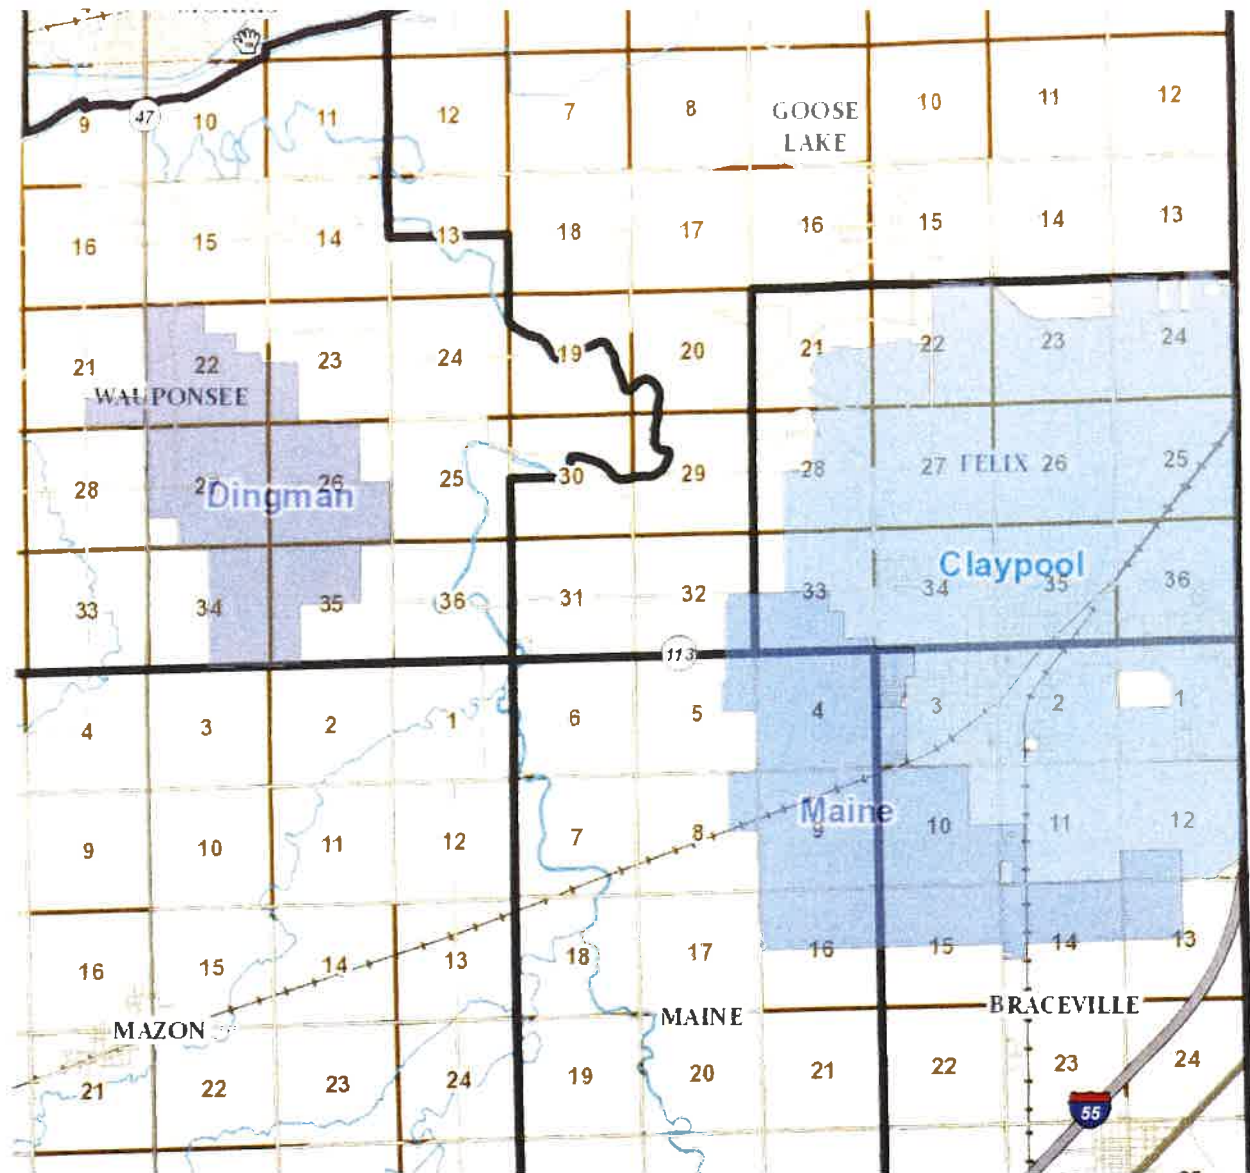 47
9 10 11 12 7 8 GOOSE 10 11 12
LAKE
16 15 14 13 18 17 16 15 14 13
21 22 23 24 19 20 21 22 23 24
WAUPONSEE
28 27 26 25 30 29 28 27 FELIX 26 25
Dingman
Claypool
33 34 35 36 31 32 33 34 35 36
113
4 3 2 1 6 5 4 3 2 1
Maine
9 10 11 12 7 8 9 10 11 12
16 15 14 13 18 17 16 15 14 13
MAZON MAINE BRACEVILLE
21 22 23 24 19 20 21 22 23 24
55